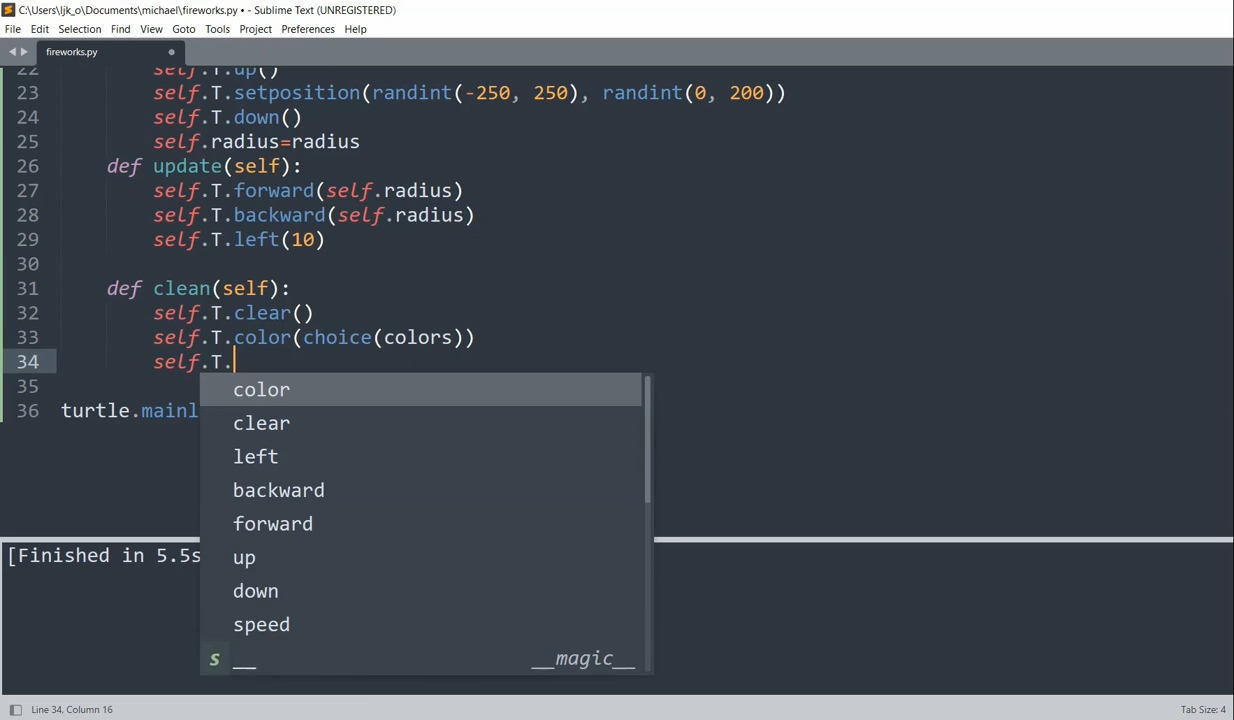 C:\Users\ljk_o\Documents\michael\fireworks.py • - Sublime Text (UNREGISTERED)
File Edit Selection Find View Goto Tools Project Preferences Help
fireworks.py
22 self.T.up()
23 self.T.setposition(randint(-250, 250), randint(0, 200))
24 self.T.down()
25 self.radius=radius
26 def update(self):
27 self.T.forward(self.radius)
28 self.T.backward(self.radius)
29 self.T.left(10)
30
31 def clean(self):
32 self.T.clear()
33 self.T.color(choice(colors))
34 self.T.
35
36 turtle.mainl
color
clear
left
backward
forward
up
down
speed
s __ __magic__
[Finished in 5.5s
Line 34, Column 16
Tab Size: 4